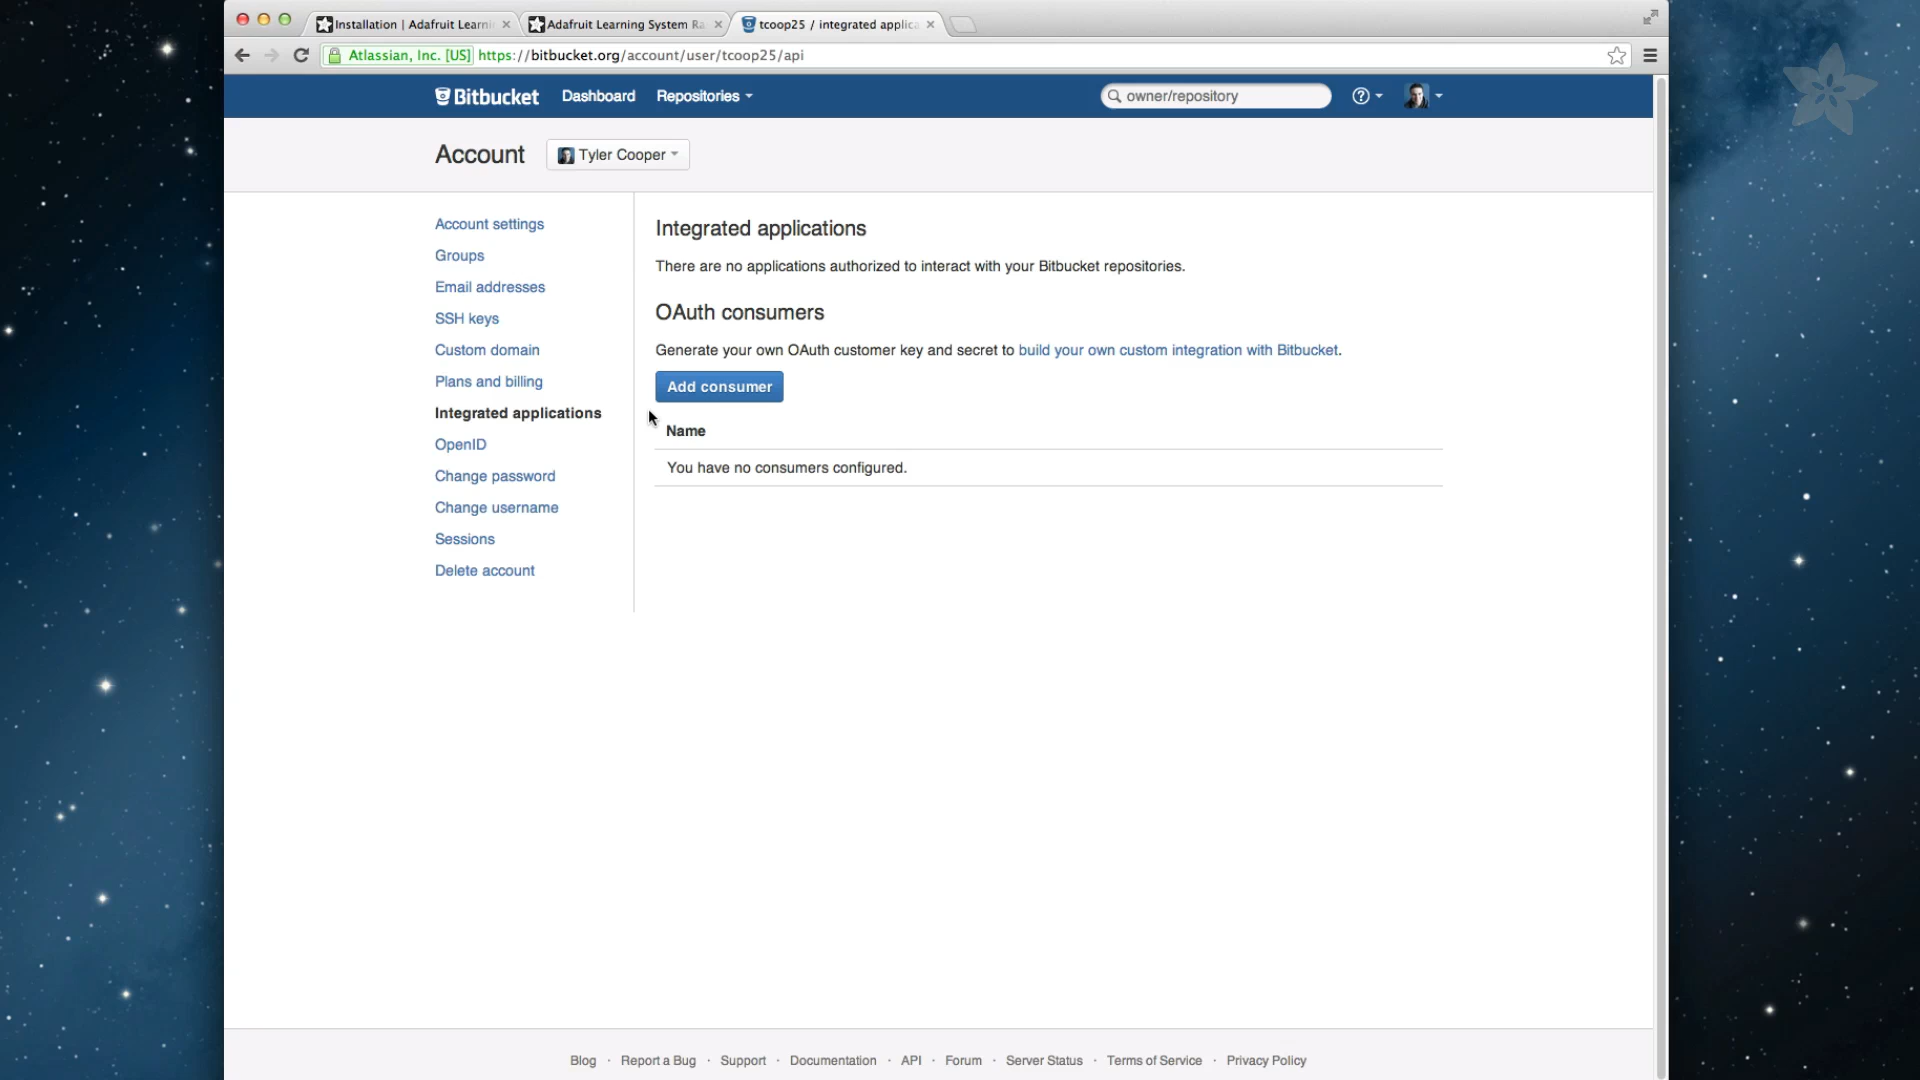 Installation | Adafruit Learni
Adafruit Learning System Ra
tcoop25 / integrated applica
Atlassian, Inc. [US] https://bitbucket.org/account/user/tcoop25/api
Bitbucket Dashboard Repositories owner/repository
Account Tyler Cooper
Account settings
Groups
Email addresses
SSH keys
Custom domain
Plans and billing
Integrated applications
OpenID
Change password
Change username
Sessions
Delete account
Integrated applications
There are no applications authorized to interact with your Bitbucket repositories.
OAuth consumers
Generate your own OAuth customer key and secret to build your own custom integration with Bitbucket.
Add consumer
Name
You have no consumers configured.
Blog · Report a Bug · Support · Documentation · API · Forum · Server Status · Terms of Service · Privacy Policy